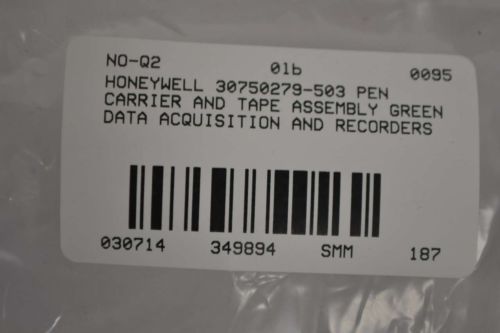 NO-Q2 01b 0095
HONEYWELL 30750279-503 PEN
CARRIER AND TAPE ASSEMBLY GREEN
DATA ACQUISITION AND RECORDERS
030714 349894 SMM 187